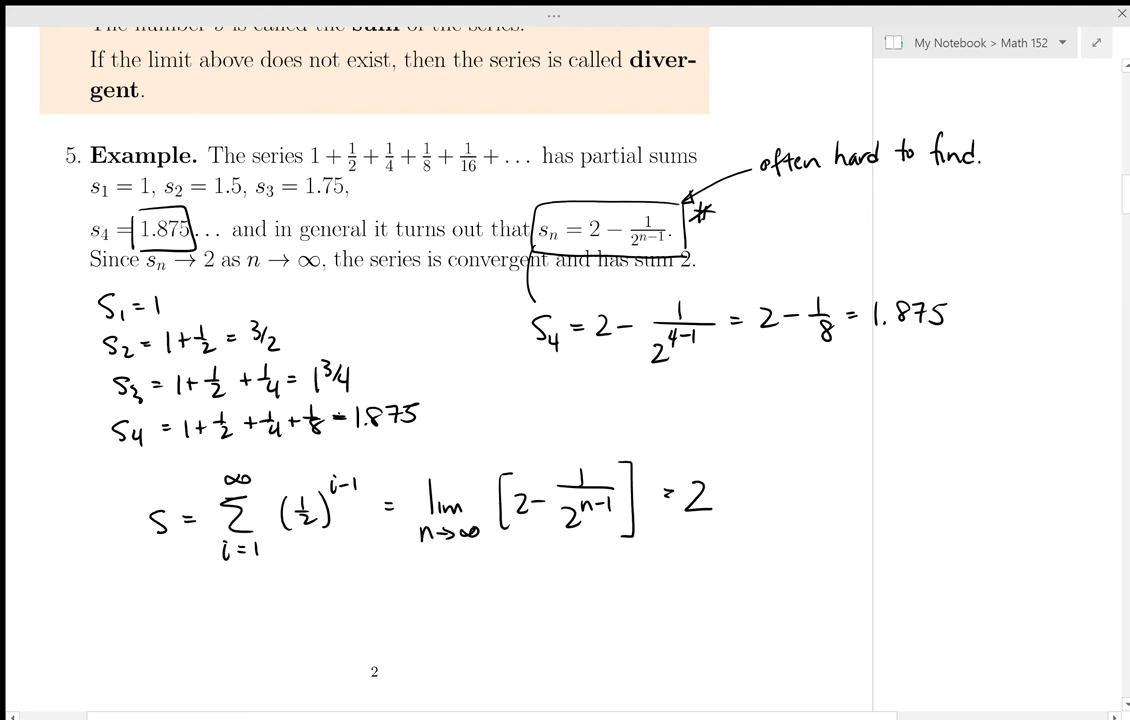 My Notebook > Math 152
If the limit above does not exist, then the series is called diver-
gent.
5. Example. The series 1 + 1/2 + 1/4 + 1/8 + 1/16 + ... has partial sums
s₁ = 1, s₂ = 1.5, s₃ = 1.75,
often hard to find.
s₄ = 1.875... and in general it turns out that sₙ = 2 − 1/2ⁿ⁻¹. *
Since sₙ → 2 as n → ∞, the series is convergent and has sum 2.
S₁ = 1
S₂ = 1 + 1/2 = 3/2
S₃ = 1 + 1/2 + 1/4 = 1 3/4
S₄ = 1 + 1/2 + 1/4 + 1/8 = 1.875
S₄ = 2 − 1/2⁴⁻¹ = 2 − 1/8 = 1.875
S = ∑_{i=1}^{∞} (1/2)^{i−1} = lim_{n→∞} [2 − 1/2ⁿ⁻¹] = 2
2